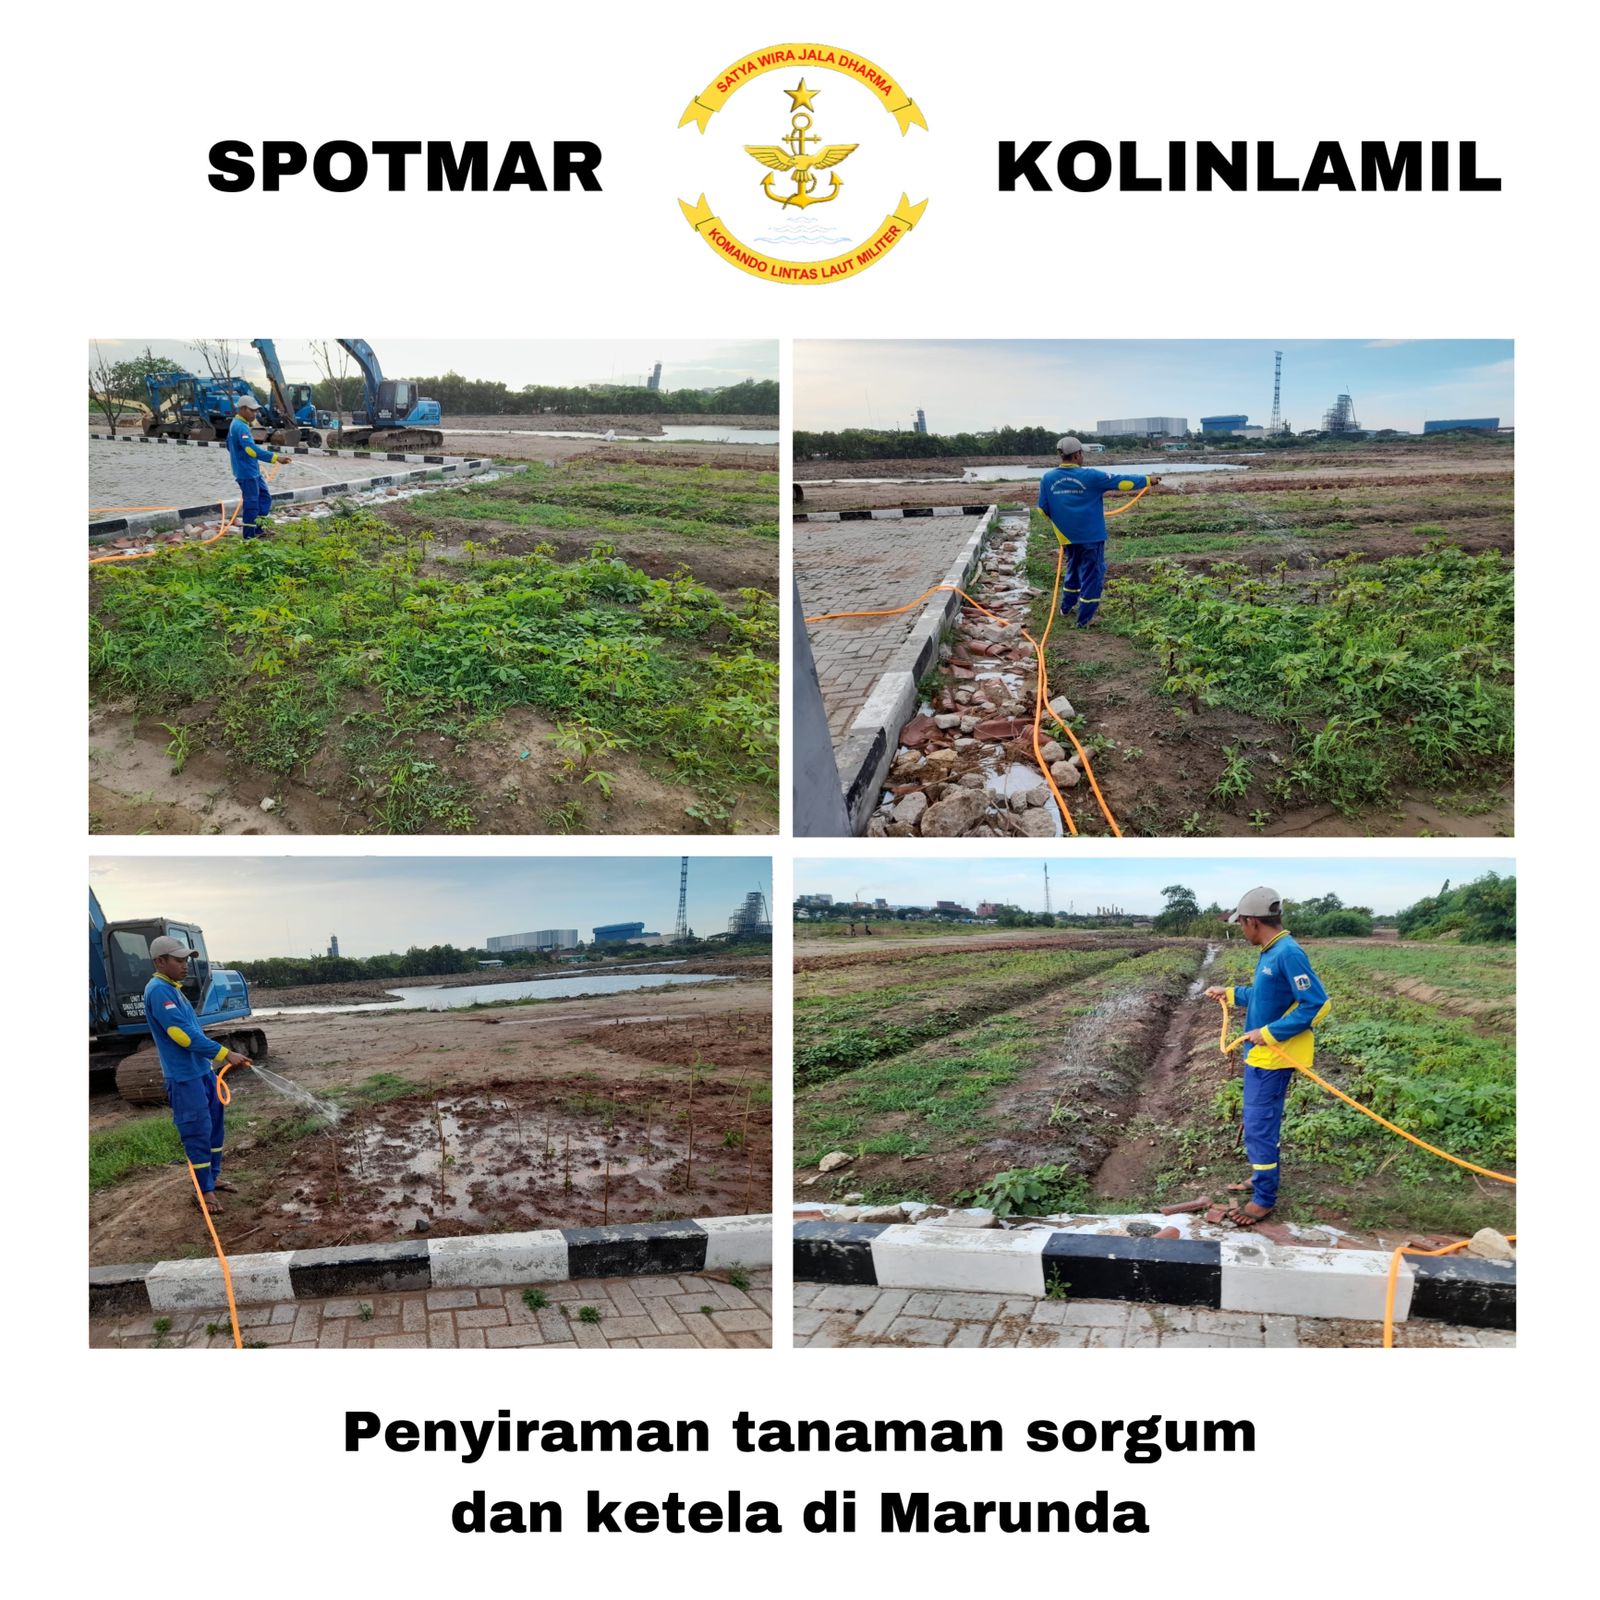 SATYA WIRA JALA DHARMA
SPOTMAR
KOLINLAMIL
KOMANDO LINTAS LAUT MILITER
Penyiraman tanaman sorgum
dan ketela di Marunda